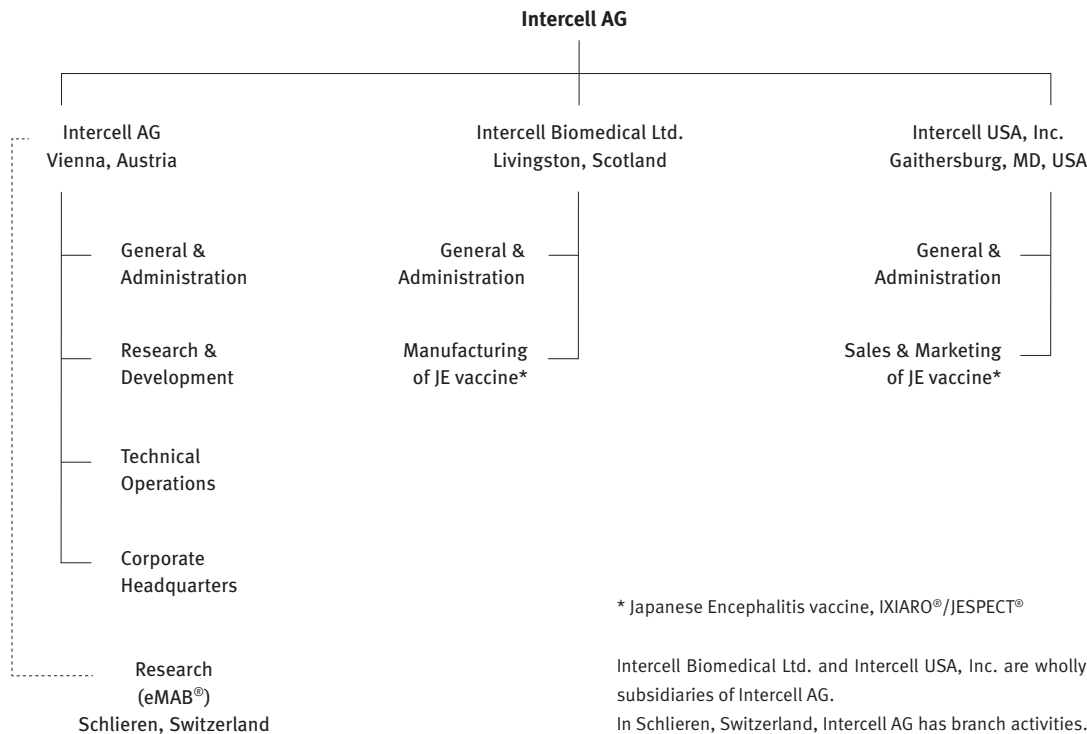 Intercell AG
Intercell AG
Vienna, Austria
Intercell Biomedical Ltd.
Livingston, Scotland
Intercell USA, Inc.
Gaithersburg, MD, USA
General &
Administration
Research &
Development
Technical
Operations
Corporate
Headquarters
General &
Administration
Manufacturing
of JE vaccine*
General &
Administration
Sales & Marketing
of JE vaccine*
Research
(eMAB®)
Schlieren, Switzerland
* Japanese Encephalitis vaccine, IXIARO®/JESPECT®
Intercell Biomedical Ltd. and Intercell USA, Inc. are wholly
subsidiaries of Intercell AG.
In Schlieren, Switzerland, Intercell AG has branch activities.